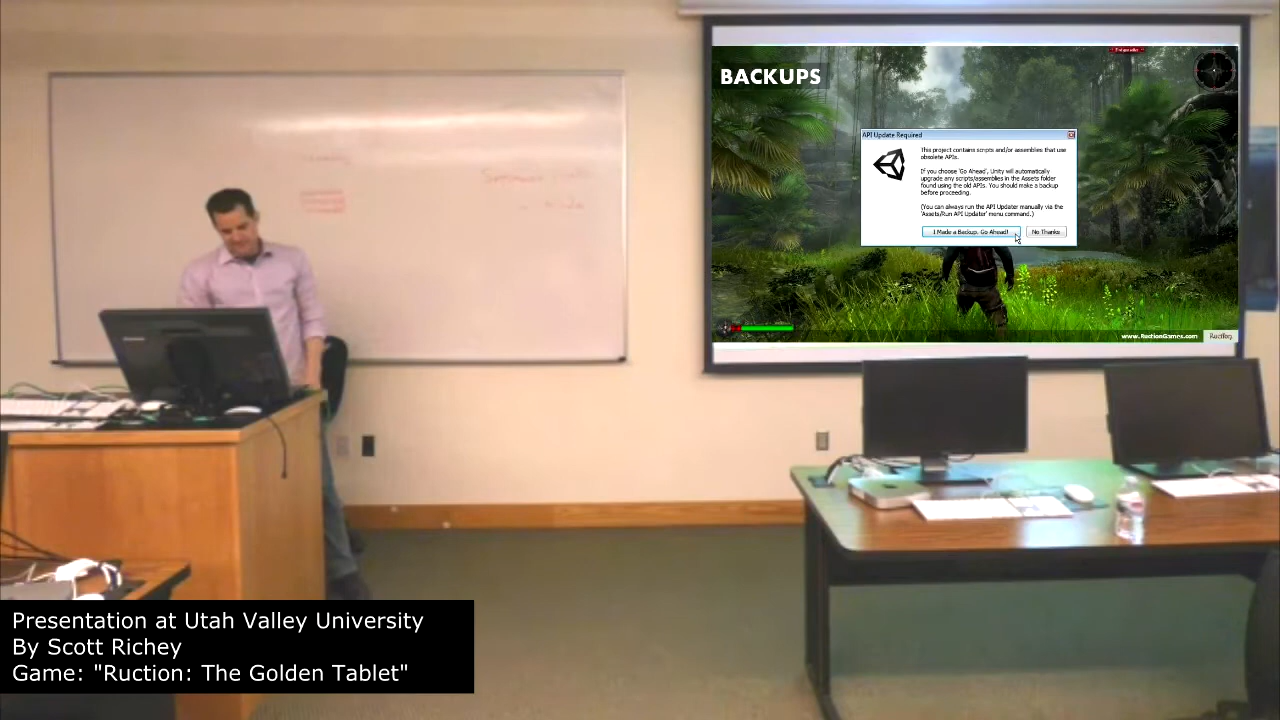 BACKUPS
API Update Required
This project contains scripts and/or assemblies that use
obsolete APIs.
If you choose 'Go Ahead', Unity will automatically
upgrade any scripts/assemblies in the Assets folder
found using the old APIs. You should make a backup
before proceeding.
(You can always run the API Updater manually via the
'Assets/Run API Updater' menu command.)
I Made a Backup. Go Ahead!
No Thanks
www.RuctionGames.com
Presentation at Utah Valley University
By Scott Richey
Game: "Ruction: The Golden Tablet"